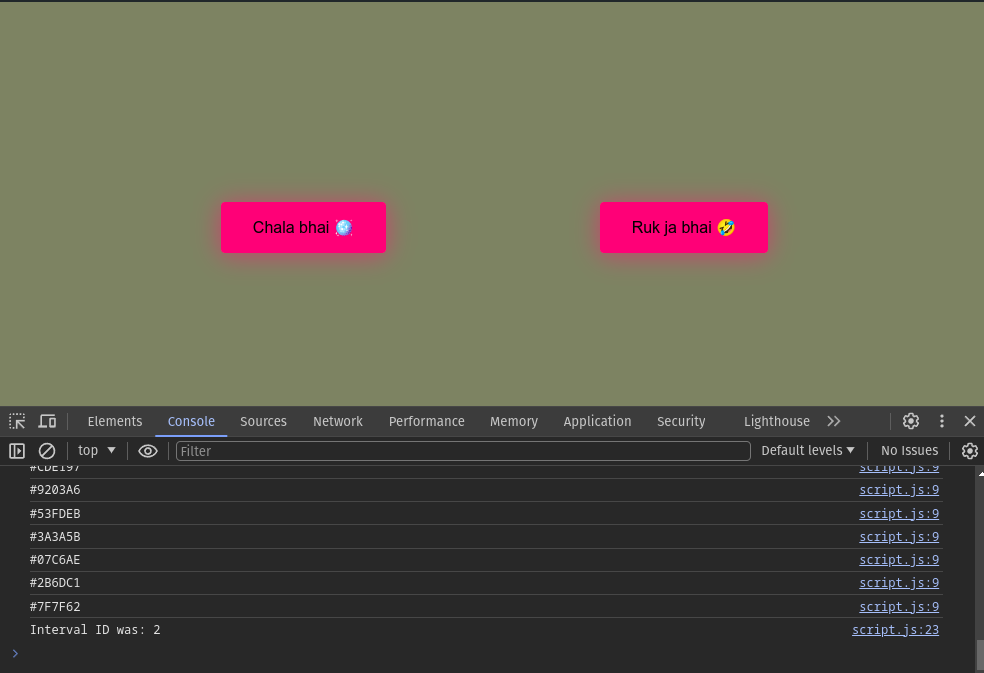 Chala bhai 🪩
Ruk ja bhai 🤣
Elements Console Sources Network Performance Memory Application Security Lighthouse
top Filter Default levels No Issues
#CDE197 script.js:9
#9203A6 script.js:9
#53FDEB script.js:9
#3A3A5B script.js:9
#07C6AE script.js:9
#2B6DC1 script.js:9
#7F7F62 script.js:9
Interval ID was: 2 script.js:23